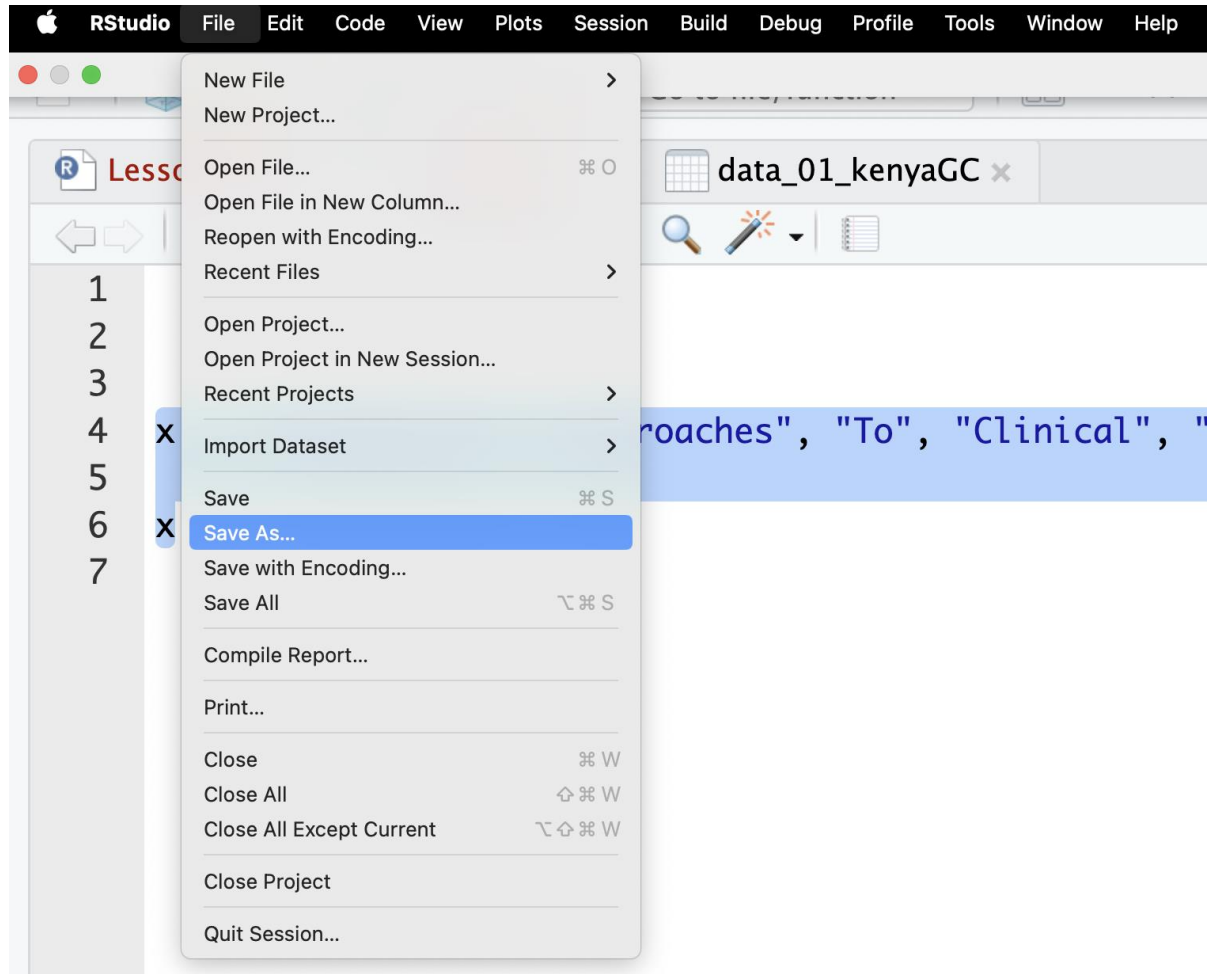 RStudio File Edit Code View Plots Session Build Debug Profile Tools Window Help
New File
New Project...
Open File... ⌘ O
Open File in New Column...
Reopen with Encoding...
Recent Files
Open Project...
Open Project in New Session...
Recent Projects
Import Dataset
Save ⌘ S
Save As...
Save with Encoding...
Save All ⌥ ⌘ S
Compile Report...
Print...
Close ⌘ W
Close All ⇧ ⌘ W
Close All Except Current ⌥ ⇧ ⌘ W
Close Project
Quit Session...
R data_01_kenyaGC
1
2
3
4 x roaches", "To", "Clinical", "
5
6 x
7